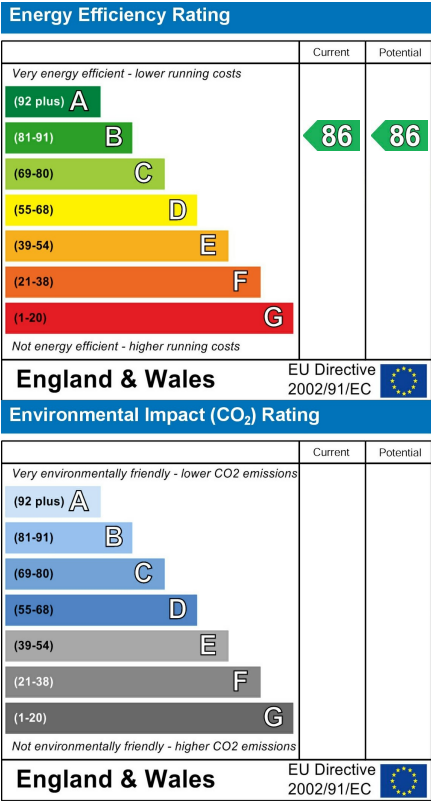 Energy Efficiency Rating
Current Potential
Very energy efficient - lower running costs
(92 plus) A
(81-91) B 86 86
(69-80) C
(55-68) D
(39-54) E
(21-38) F
(1-20) G
Not energy efficient - higher running costs
England & Wales
EU Directive
2002/91/EC
Environmental Impact (CO₂) Rating
Current Potential
Very environmentally friendly - lower CO2 emissions
(92 plus) A
(81-91) B
(69-80) C
(55-68) D
(39-54) E
(21-38) F
(1-20) G
Not environmentally friendly - higher CO2 emissions
England & Wales
EU Directive
2002/91/EC